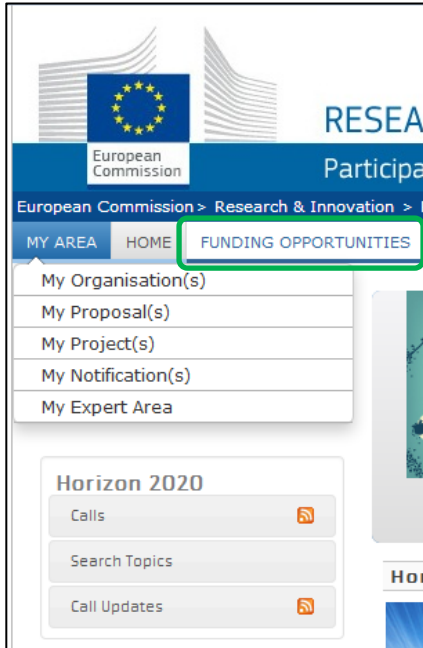 European
Commission
RESEA
Participa
European Commission > Research & Innovation >
MY AREA HOME FUNDING OPPORTUNITIES
My Organisation(s)
My Proposal(s)
My Project(s)
My Notification(s)
My Expert Area
Horizon 2020
Calls
Search Topics
Call Updates
Hor